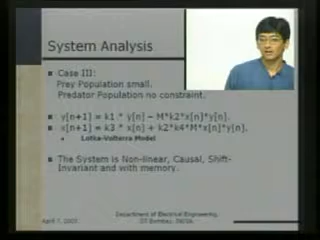 System Analysis
Case III:
Prey Population small.
Predator Population no constraint.
y[n+1] = k1 * y[n] – M*k2*x[n]*y[n].
x[n+1] = k3 * x[n] + k2*k4*M*x[n]*y[n].
Lotka-Volterra Model
The System is Non-linear, Causal, Shift-
Invariant and with memory.
April 7, 2007
Department of Electrical Engineering,
IIT Bombay, INDIA